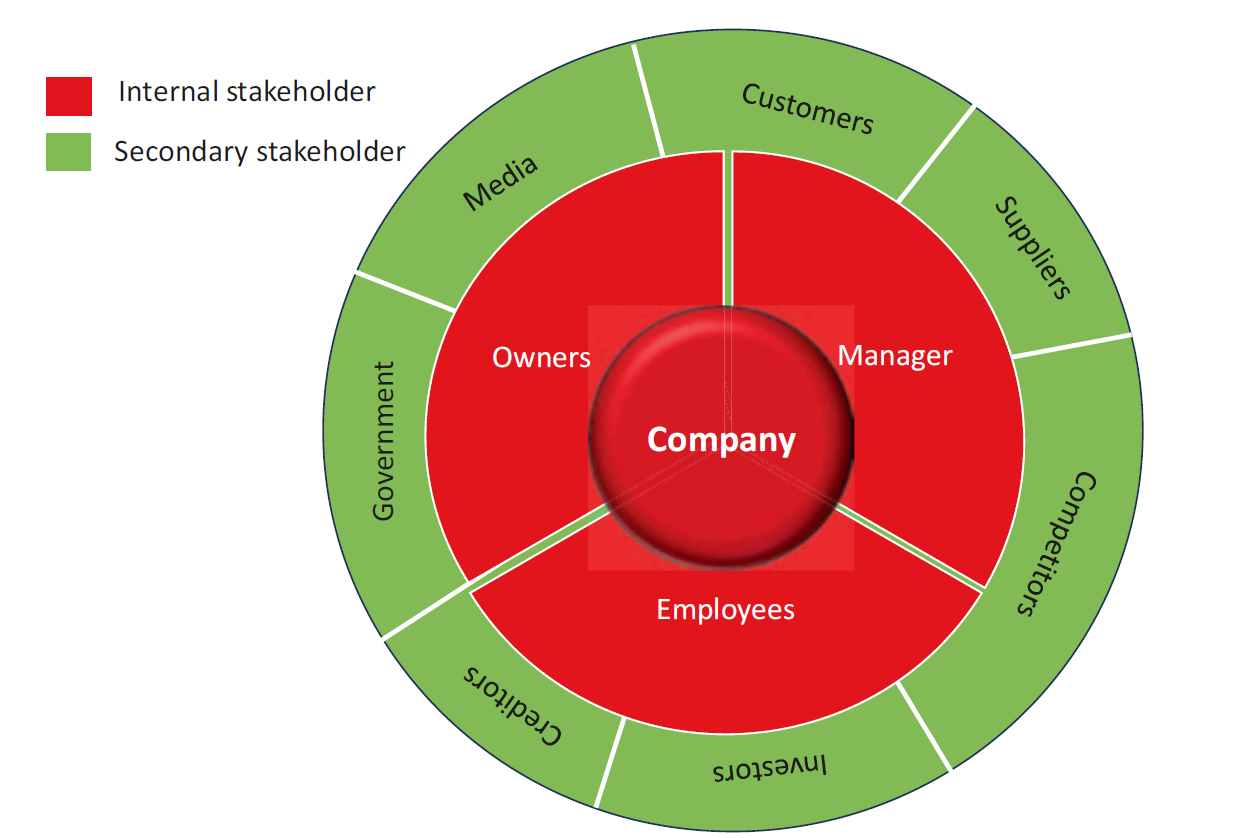 Internal stakeholder
Secondary stakeholder
Customers
Suppliers
Media
Owners
Manager
Government
Company
Competitors
Employees
Creditors
Investors